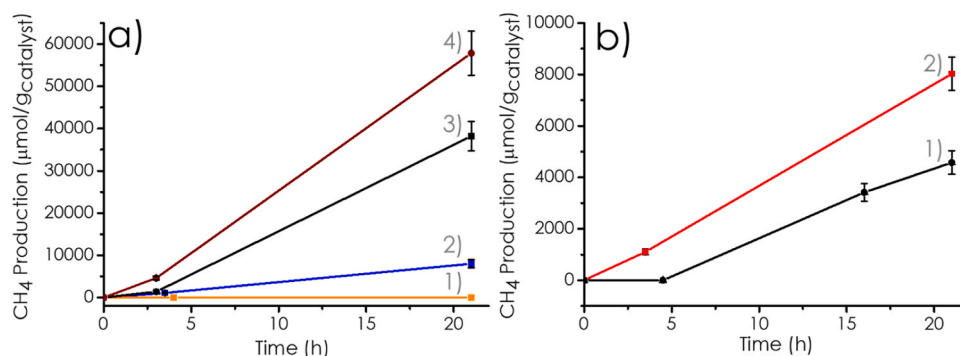 a)
CH4 Production (μmol/gcatalyst)
60000
50000
40000
30000
20000
10000
0
4)
3)
2)
1)
0 5 10 15 20
Time (h)
b)
CH4 Production (μmol/gcatalyst)
10000
8000
6000
4000
2000
0
2)
1)
0 5 10 15 20
Time (h)